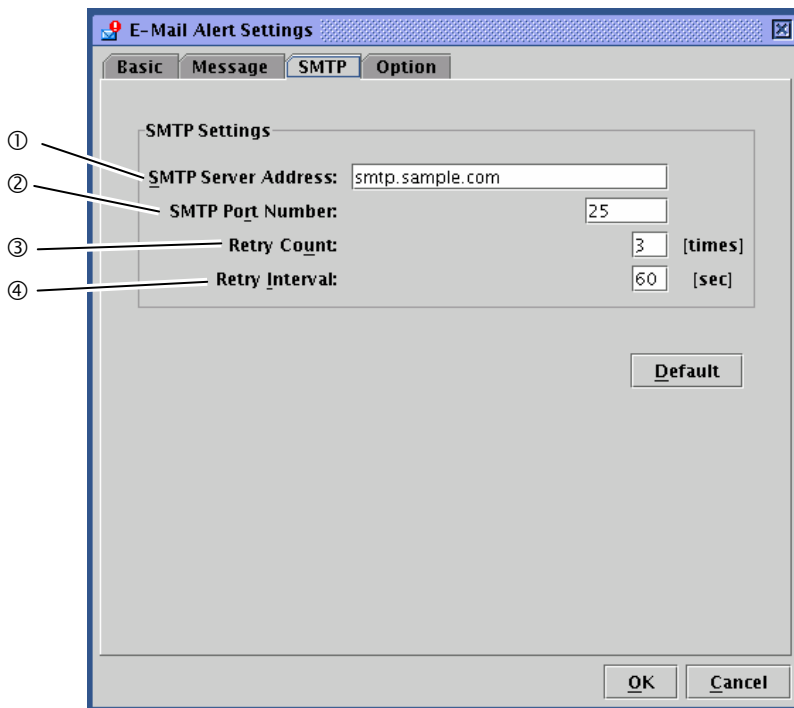 E-Mail Alert Settings
Basic Message SMTP Option
SMTP Settings
① SMTP Server Address: smtp.sample.com
② SMTP Port Number: 25
③ Retry Count: 3 [times]
④ Retry Interval: 60 [sec]
Default
OK Cancel